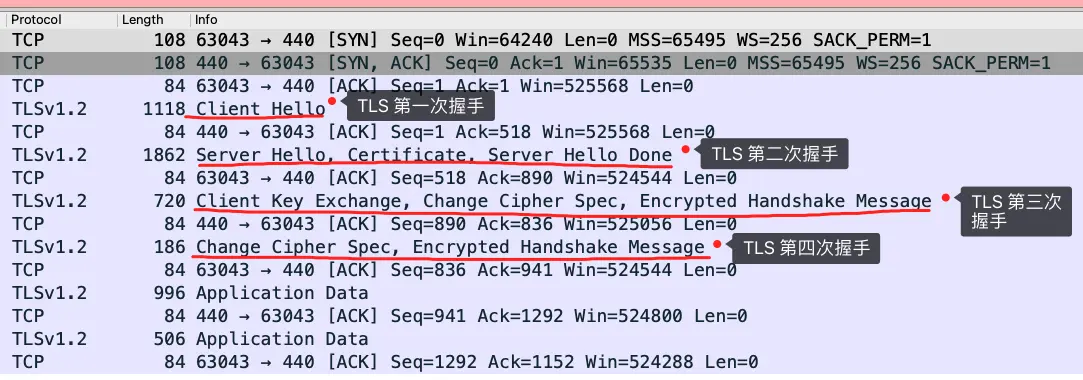 Protocol Length Info
TCP 108 63043 → 440 [SYN] Seq=0 Win=64240 Len=0 MSS=65495 WS=256 SACK_PERM=1
TCP 108 440 → 63043 [SYN, ACK] Seq=0 Ack=1 Win=65535 Len=0 MSS=65495 WS=256 SACK_PERM=1
TCP 84 63043 → 440 [ACK] Seq=1 Ack=1 Win=525568 Len=0
TLSv1.2 1118 Client Hello TLS 第一次握手
TCP 84 440 → 63043 [ACK] Seq=1 Ack=518 Win=525568 Len=0
TLSv1.2 1862 Server Hello, Certificate, Server Hello Done TLS 第二次握手
TCP 84 63043 → 440 [ACK] Seq=518 Ack=890 Win=524544 Len=0
TLSv1.2 720 Client Key Exchange, Change Cipher Spec, Encrypted Handshake Message TLS 第三次
握手
TCP 84 440 → 63043 [ACK] Seq=890 Ack=836 Win=525056 Len=0
TLSv1.2 186 Change Cipher Spec, Encrypted Handshake Message TLS 第四次握手
TCP 84 63043 → 440 [ACK] Seq=836 Ack=941 Win=524544 Len=0
TLSv1.2 996 Application Data
TCP 84 440 → 63043 [ACK] Seq=941 Ack=1292 Win=524800 Len=0
TLSv1.2 506 Application Data
TCP 84 63043 → 440 [ACK] Seq=1292 Ack=1152 Win=524288 Len=0